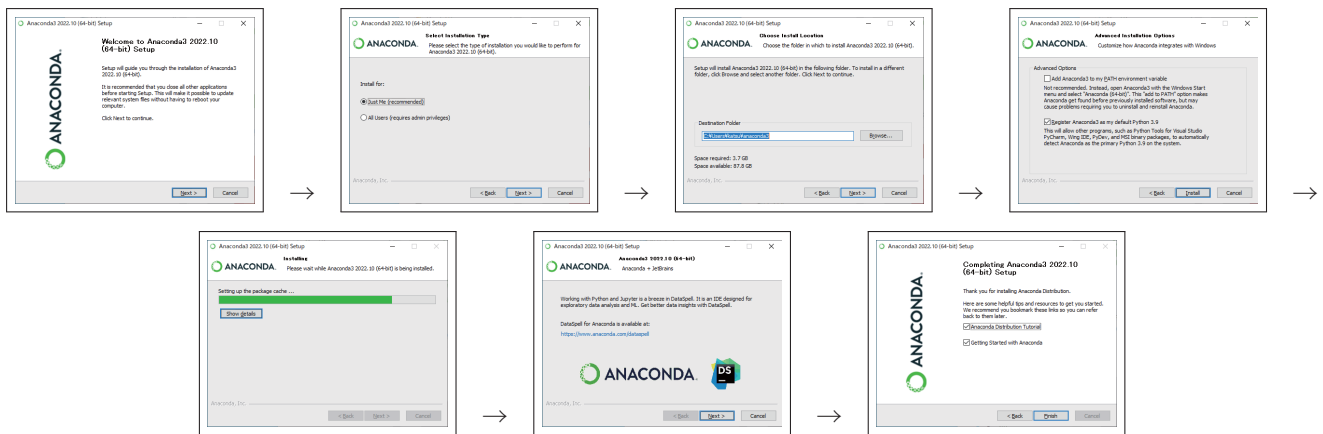 Anaconda3 2022.10 (64-bit) Setup
ANACONDA.
Welcome to Anaconda3 2022.10
(64-bit) Setup
Setup will guide you through the installation of Anaconda3
2022.10 (64-bit).
It is recommended that you close all other applications
before starting Setup. This will make it possible to update
relevant system files without having to reboot your
computer.
Click Next to continue.
Next > Cancel
→
Anaconda3 2022.10 (64-bit) Setup
ANACONDA.
Select Installation Type
Please select the type of installation you would like to perform for
Anaconda3 2022.10 (64-bit).
Install for:
Just Me (recommended)
All Users (requires admin privileges)
Anaconda, Inc.
< Back Next > Cancel
→
Anaconda3 2022.10 (64-bit) Setup
ANACONDA.
Choose Install Location
Choose the folder in which to install Anaconda3 2022.10 (64-bit).
Setup will install Anaconda3 2022.10 (64-bit) in the following folder. To install in a different
folder, click Browse and select another folder. Click Next to continue.
Destination Folder
C:¥Users¥katsu¥anaconda3 Browse...
Space required: 3.7 GB
Space available: 87.8 GB
Anaconda, Inc.
< Back Next > Cancel
→
Anaconda3 2022.10 (64-bit) Setup
ANACONDA.
Advanced Installation Options
Customize how Anaconda integrates with Windows
Advanced Options
Add Anaconda3 to my PATH environment variable
Not recommended. Instead, open Anaconda3 with the Windows Start
menu and select "Anaconda (64-bit)". This "add to PATH" option makes
Anaconda get found before previously installed software, but may
cause problems requiring you to uninstall and reinstall Anaconda.
Register Anaconda3 as my default Python 3.9
This will allow other programs, such as Python Tools for Visual Studio
PyCharm, Wing IDE, PyDev, and MSI binary packages, to automatically
detect Anaconda as the primary Python 3.9 on the system.
Anaconda, Inc.
< Back Install Cancel
→
Anaconda3 2022.10 (64-bit) Setup
ANACONDA.
Installing
Please wait while Anaconda3 2022.10 (64-bit) is being installed.
Setting up the package cache ...
Show details
Anaconda, Inc.
< Back Next > Cancel
→
Anaconda3 2022.10 (64-bit) Setup
ANACONDA.
Anaconda3 2022.10 (64-bit)
Anaconda + JetBrains
Working with Python and Jupyter is a breeze in DataSpell. It is an IDE designed for
exploratory data analysis and ML. Get better data insights with DataSpell.
DataSpell for Anaconda is available at:
https://www.anaconda.com/dataspell
ANACONDA. DS
Anaconda, Inc.
< Back Next > Cancel
→
Anaconda3 2022.10 (64-bit) Setup
ANACONDA.
Completing Anaconda3 2022.10
(64-bit) Setup
Thank you for installing Anaconda Distribution.
Here are some helpful tips and resources to get you started.
We recommend you bookmark these links so you can refer
back to them later.
Anaconda Distribution Tutorial
Getting Started with Anaconda
< Back Finish Cancel